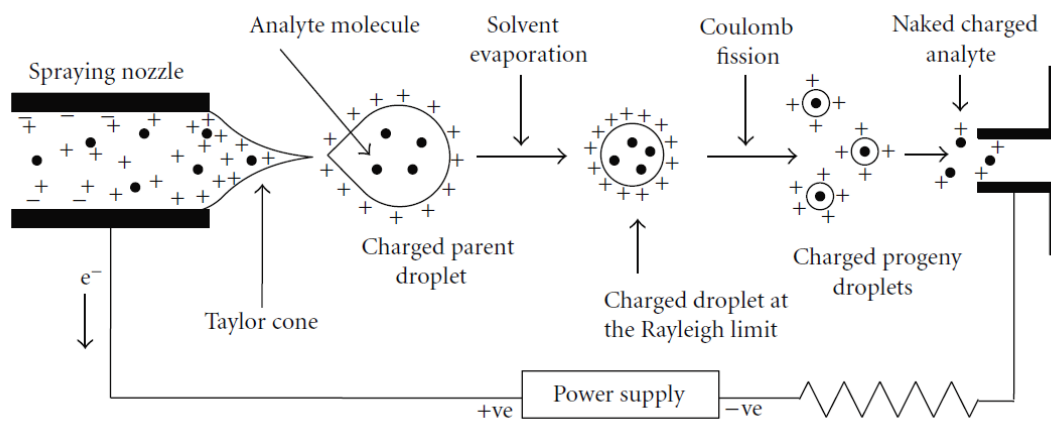 Analyte molecule
Solvent
evaporation
Coulomb
fission
Naked charged
analyte
Spraying nozzle
Charged parent
droplet
Charged progeny
droplets
e⁻
Taylor cone
Charged droplet at
the Rayleigh limit
+ve
Power supply
−ve